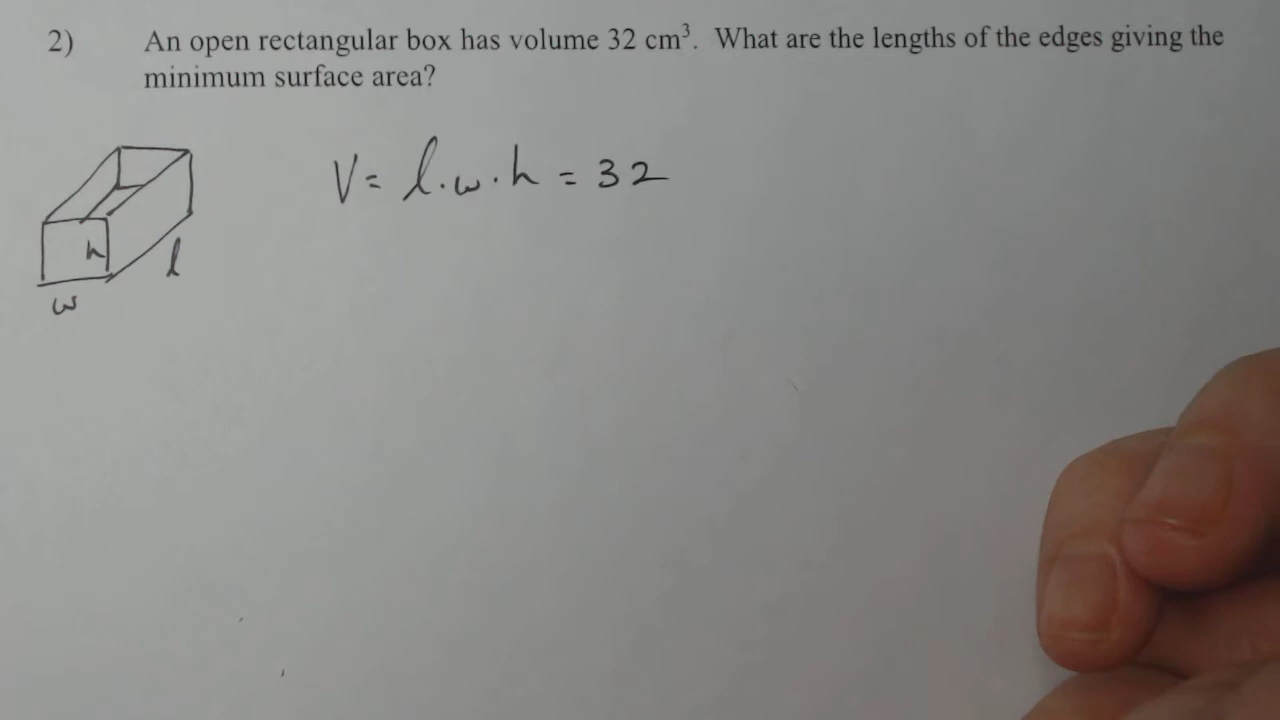 2) An open rectangular box has volume 32 cm³. What are the lengths of the edges giving the
minimum surface area?
V = l·w·h = 32
h
l
w